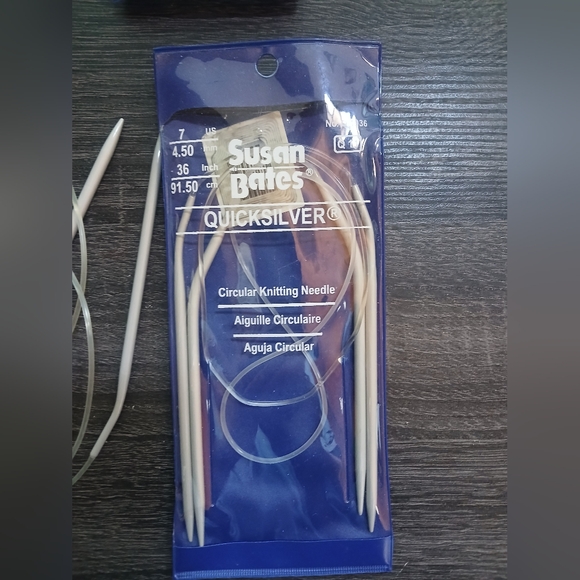 7 US
4.50 mm
36 Inch
91.50 cm
Susan
Bates®
QUICKSILVER®
Circular Knitting Needle
Aiguille Circulaire
Aguja Circular